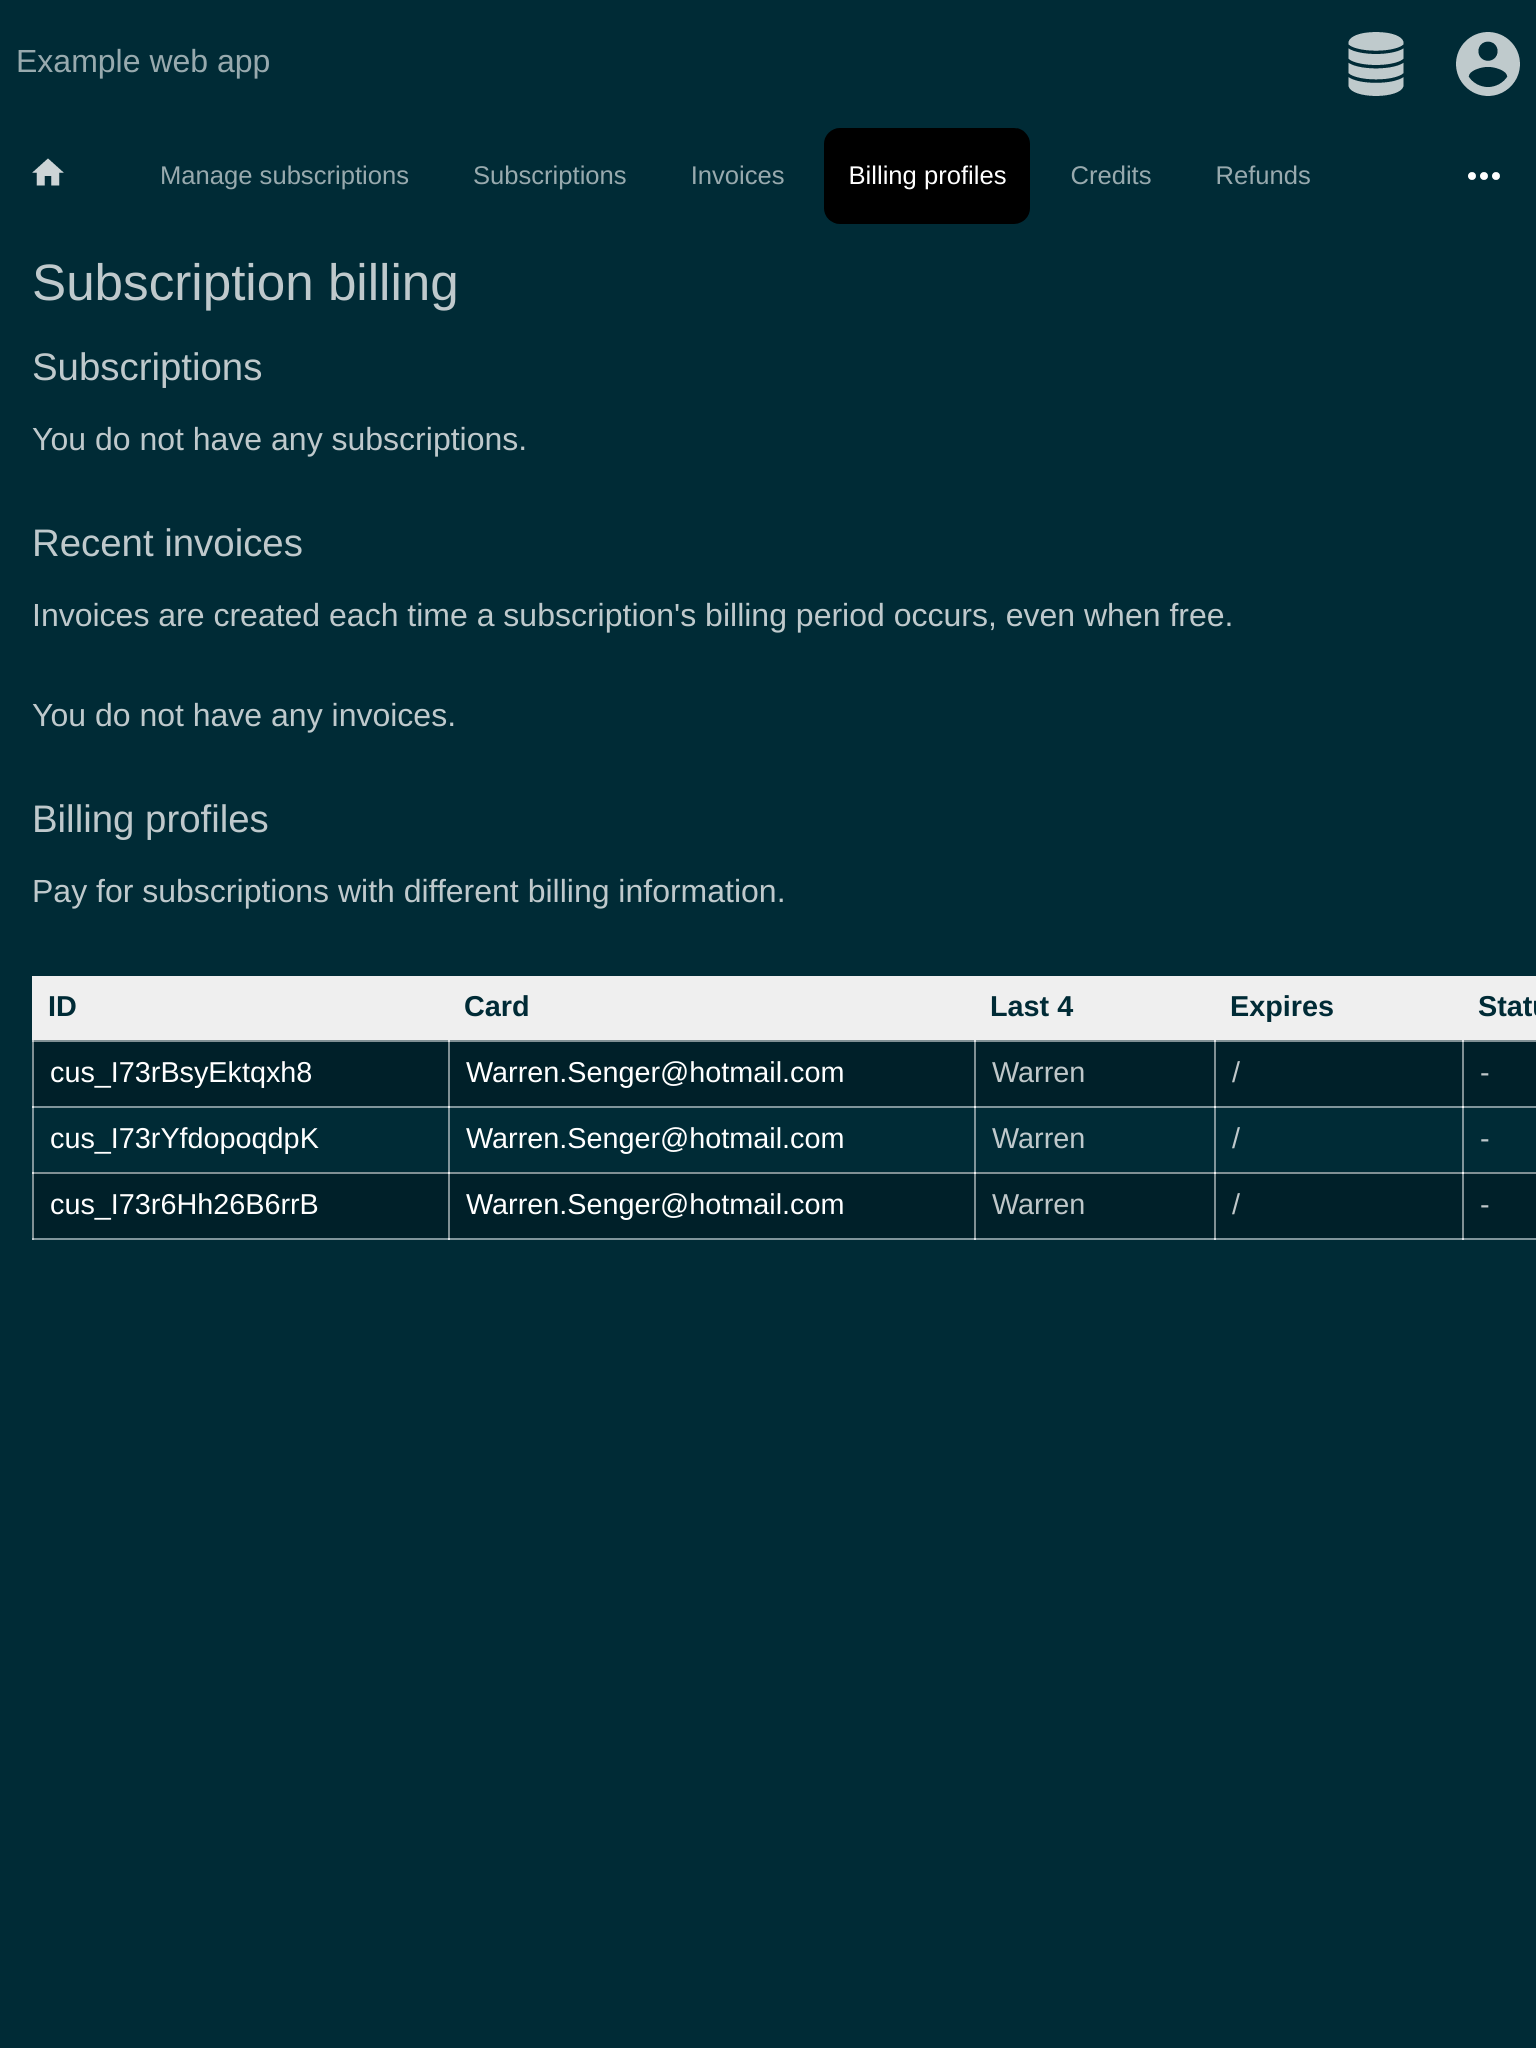 Example web app
Manage subscriptions Subscriptions Invoices Billing profiles Credits Refunds
Subscription billing
Subscriptions
You do not have any subscriptions.
Recent invoices
Invoices are created each time a subscription's billing period occurs, even when free.
You do not have any invoices.
Billing profiles
Pay for subscriptions with different billing information.
ID Card Last 4 Expires
cus_I73rBsyEktqxh8 Warren.Senger@hotmail.com Warren / -
cus_I73rYfdopoqdpK Warren.Senger@hotmail.com Warren / -
cus_I73r6Hh26B6rrB Warren.Senger@hotmail.com Warren / -